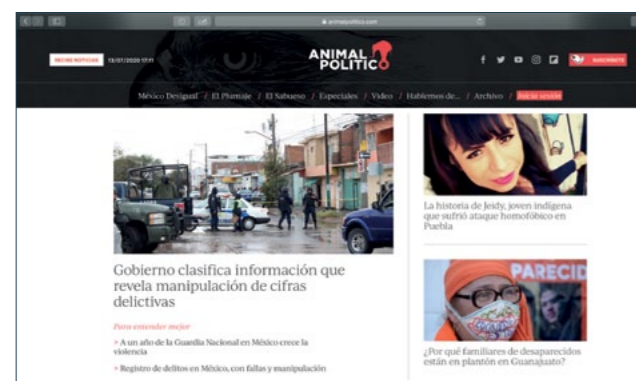 animalpolitico.com
RECIBE NOTICIAS
13/07/2020 17:11
ANIMAL
POLITICO
SUSCRÍBETE
México Desigual / El Plumaje / El Sabueso / Especiales / Video / Hablemos de... / Archivo / Inicia sesión
Gobierno clasifica información que
revela manipulación de cifras
delictivas
Para entender mejor
> A un año de la Guardia Nacional en México crece la
violencia
> Registro de delitos en México, con fallas y manipulación
La historia de Jeidy, joven indígena
que sufrió ataque homofóbico en
Puebla
PARECID
¿Por qué familiares de desaparecidos
están en plantón en Guanajuato?